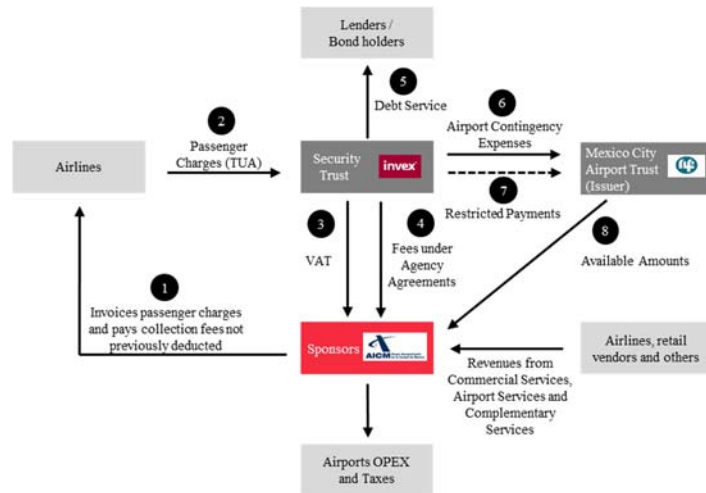 Lenders /
Bond holders
5
Debt Service
6
Airport Contingency
Expenses
2
Passenger
Charges (TUA)
Airlines
Security
Trust
invex
Mexico City
Airport Trust
(Issuer)
7
Restricted Payments
3
VAT
4
Fees under
Agency
Agreements
8
Available Amounts
1
Invoices passenger charges
and pays collection fees not
previously deducted
Sponsors
AICM
Airlines, retail
vendors and others
Revenues from
Commercial Services,
Airport Services and
Complementary
Services
Airports OPEX
and Taxes